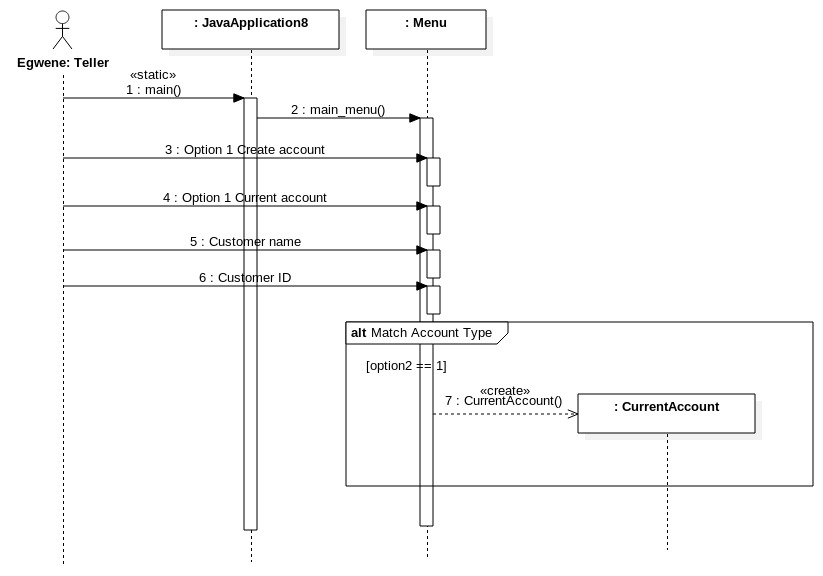 : JavaApplication8
: Menu
Egwene: Teller
«static»
1 : main()
2 : main_menu()
3 : Option 1 Create account
4 : Option 1 Current account
5 : Customer name
6 : Customer ID
alt Match Account Type
[option2 == 1]
«create»
7 : CurrentAccount()
: CurrentAccount